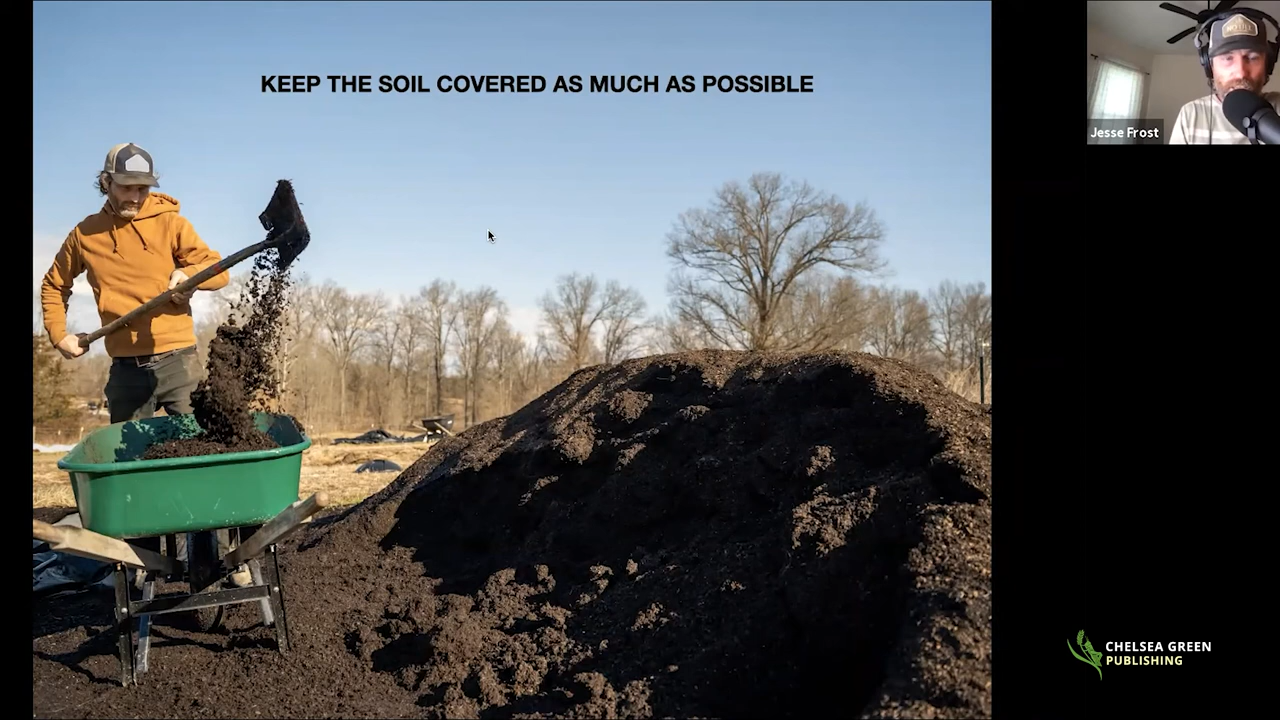 KEEP THE SOIL COVERED AS MUCH AS POSSIBLE
Jesse Frost
CHELSEA GREEN
PUBLISHING